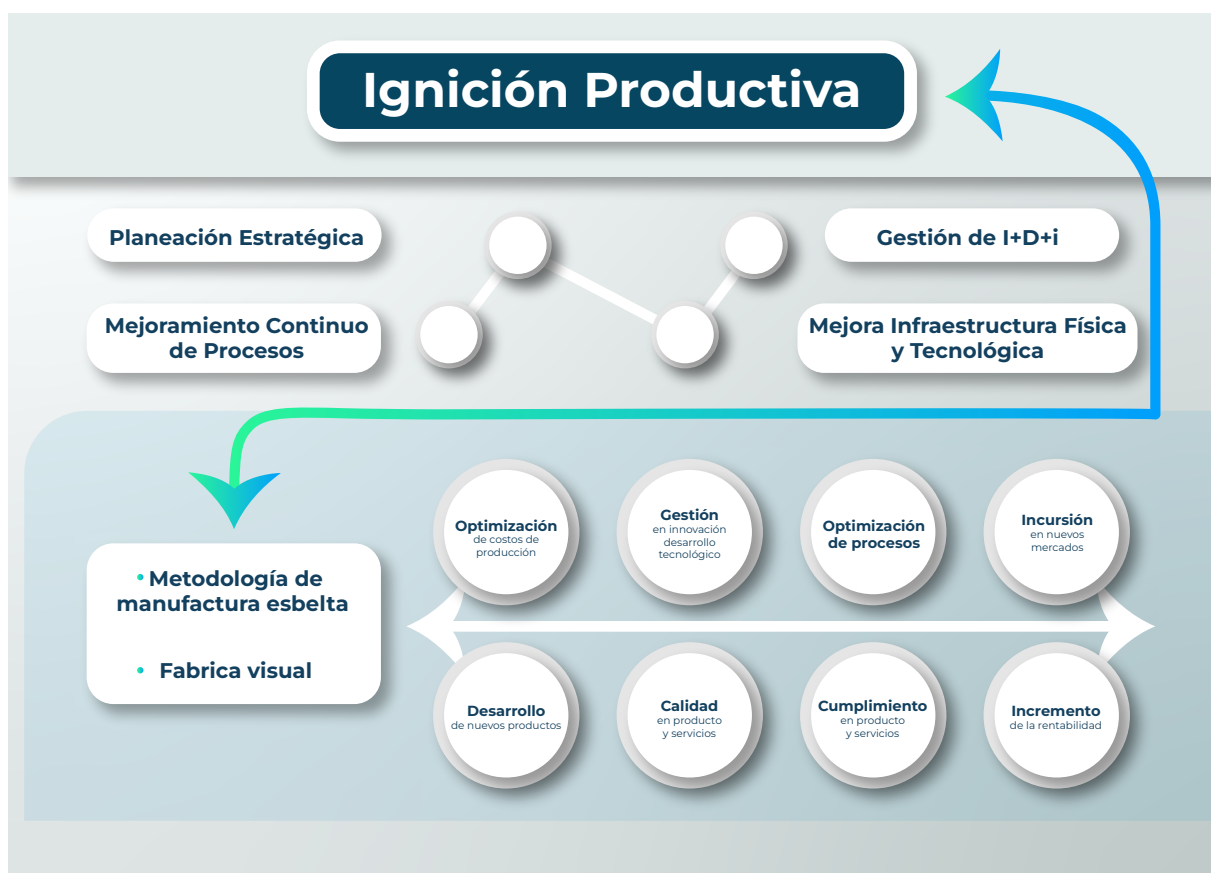 Ignición Productiva
Planeación Estratégica
Gestión de I+D+i
Mejoramiento Continuo
de Procesos
Mejora Infraestructura Física
y Tecnológica
• Metodología de
manufactura esbelta
• Fabrica visual
Optimización
de costos de
producción
Gestión
en innovación
desarrollo
tecnológico
Optimización
de procesos
Incursión
en nuevos
mercados
Desarrollo
de nuevos productos
Calidad
en producto
y servicios
Cumplimiento
en producto
y servicios
Incremento
de la rentabilidad